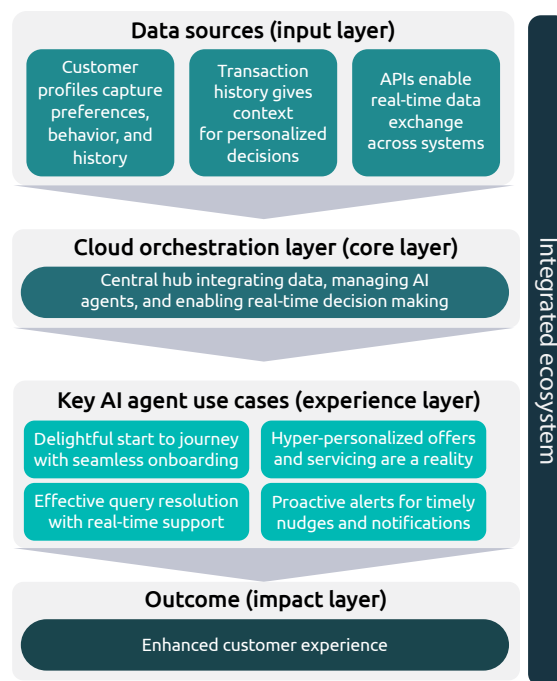 Data sources (input layer)
Customer
profiles capture
preferences,
behavior, and
history
Transaction
history gives
context
for personalized
decisions
APIs enable
real-time data
exchange
across systems
Cloud orchestration layer (core layer)
Central hub integrating data, managing AI
agents, and enabling real-time decision making
Key AI agent use cases (experience layer)
Delightful start to journey
with seamless onboarding
Hyper-personalized offers
and servicing are a reality
Effective query resolution
with real-time support
Proactive alerts for timely
nudges and notifications
Outcome (impact layer)
Enhanced customer experience
Integrated ecosystem